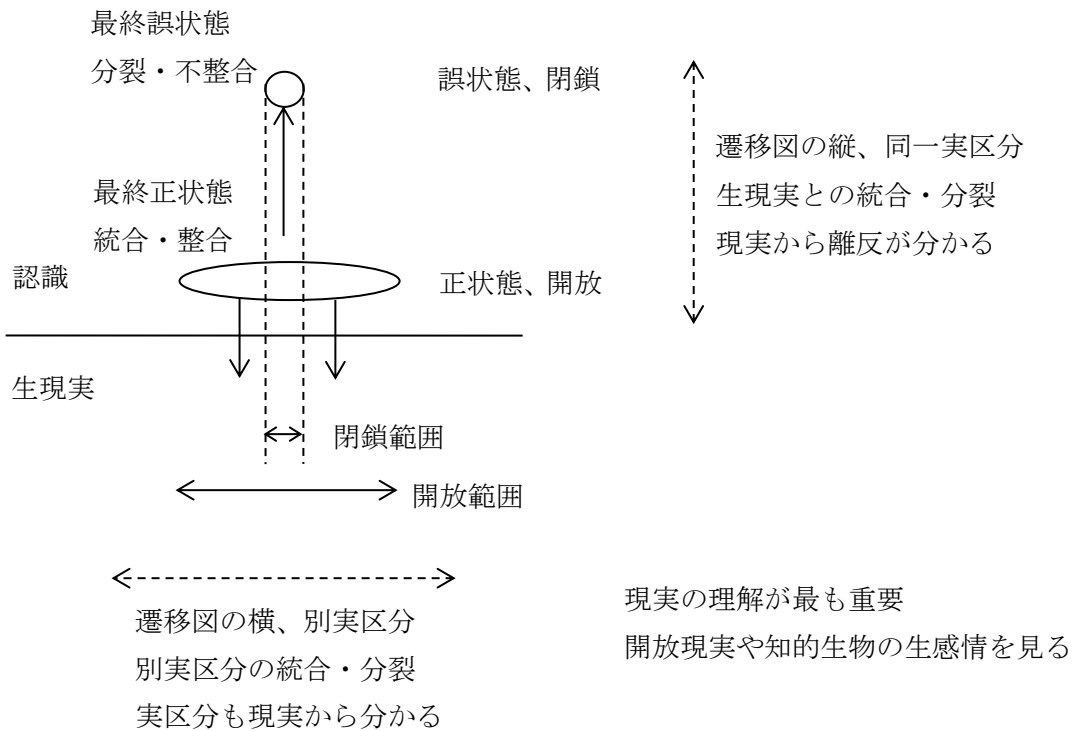 最終誤状態
分裂・不整合
誤状態、閉鎖
遷移図の縦、同一実区分
生現実との統合・分裂
現実から離反が分かる
最終正状態
統合・整合
認識
正状態、開放
生現実
閉鎖範囲
開放範囲
遷移図の横、別実区分
別実区分の統合・分裂
実区分も現実から分かる
現実の理解が最も重要
開放現実や知的生物の生感情を見る